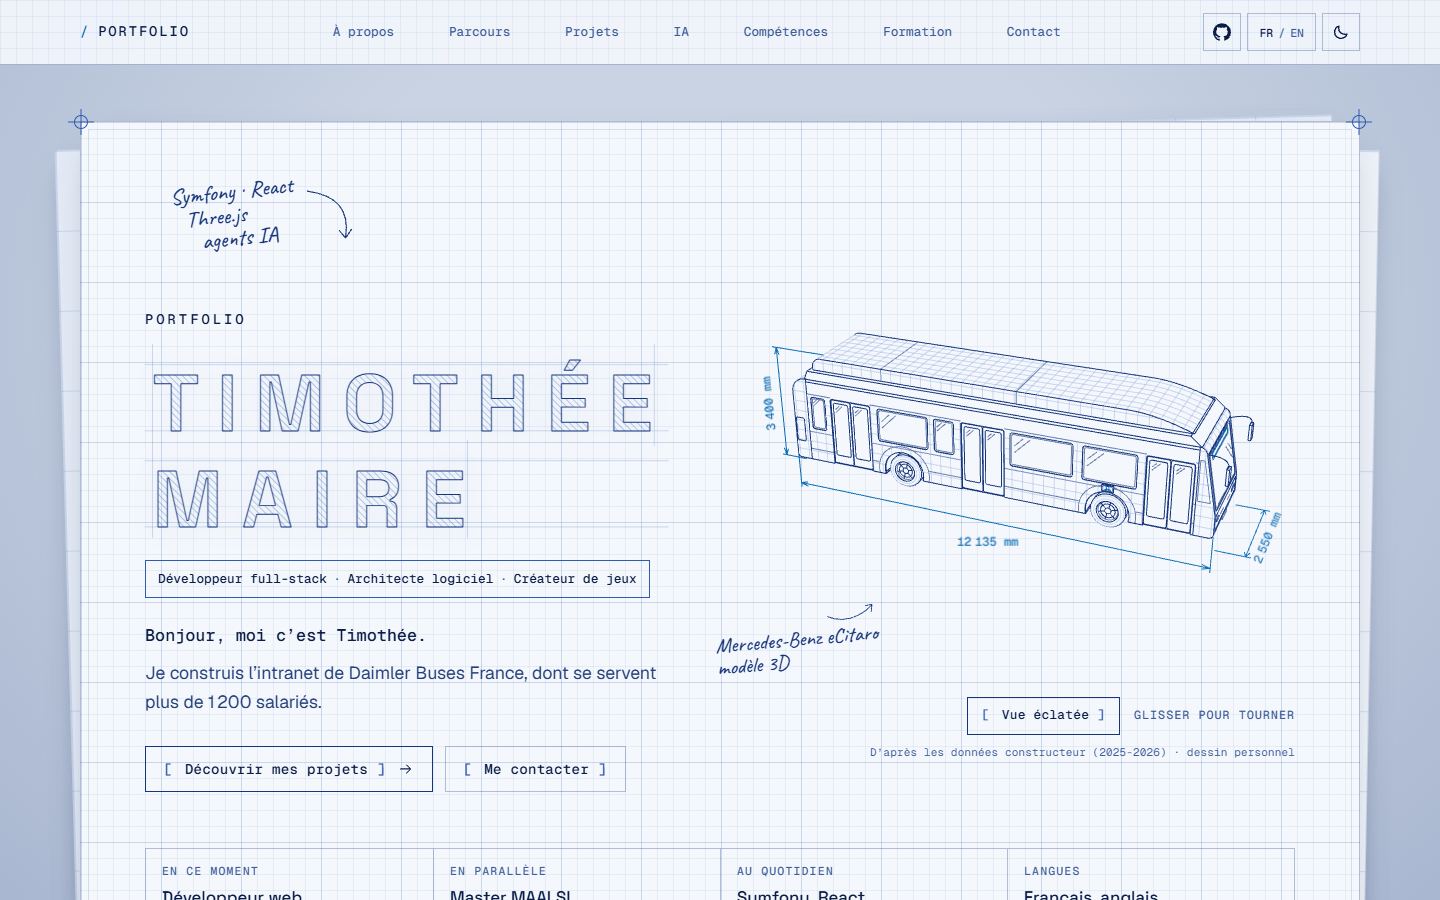 / PORTFOLIO
À propos
Parcours
Projets
IA
Compétences
Formation
Contact
FR / EN
Symfony · React
Three.js
agents IA
PORTFOLIO
TIMOTHÉE
MAIRE
Développeur full-stack · Architecte logiciel · Créateur de jeux
Bonjour, moi c’est Timothée.
Je construis l’intranet de Daimler Buses France, dont se servent
plus de 1 200 salariés.
[ Découvrir mes projets ] →
[ Me contacter ]
3 400 mm
12 135 mm
2 550 mm
Mercedes-Benz eCitaro
modèle 3D
[ Vue éclatée ]
GLISSER POUR TOURNER
D’après les données constructeur (2025-2026) · dessin personnel
EN CE MOMENT
Développeur web
EN PARALLÈLE
Master MAALSI
AU QUOTIDIEN
Symfony, React
LANGUES
Français, anglais